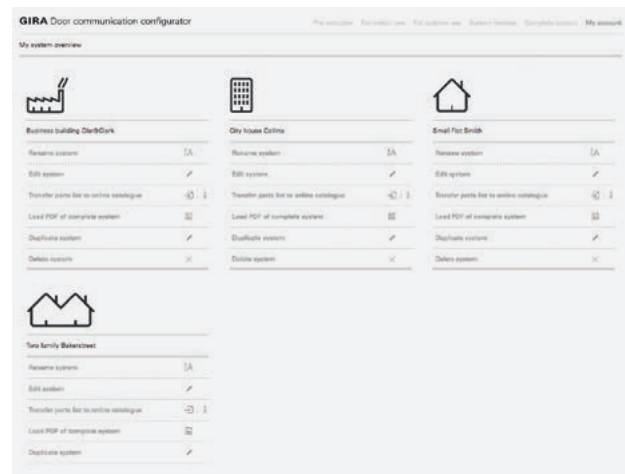 GIRA Door communication configurator
Pre-selection For indoor use For outdoor use System devices Complete system My account
My system overview
Business building
City house Collins
Small Flat Smith
Rename system
Rename system
Rename system
Edit system
Edit system
Edit system
Transfer parts list to online catalogue
Transfer parts list to online catalogue
Transfer parts list to online catalogue
Load PDF of complete system
Load PDF of complete system
Load PDF of complete system
Duplicate system
Duplicate system
Duplicate system
Delete system
Delete system
Delete system
Two family Bakerstreet
Rename system
Edit system
Transfer parts list to online catalogue
Load PDF of complete system
Duplicate system